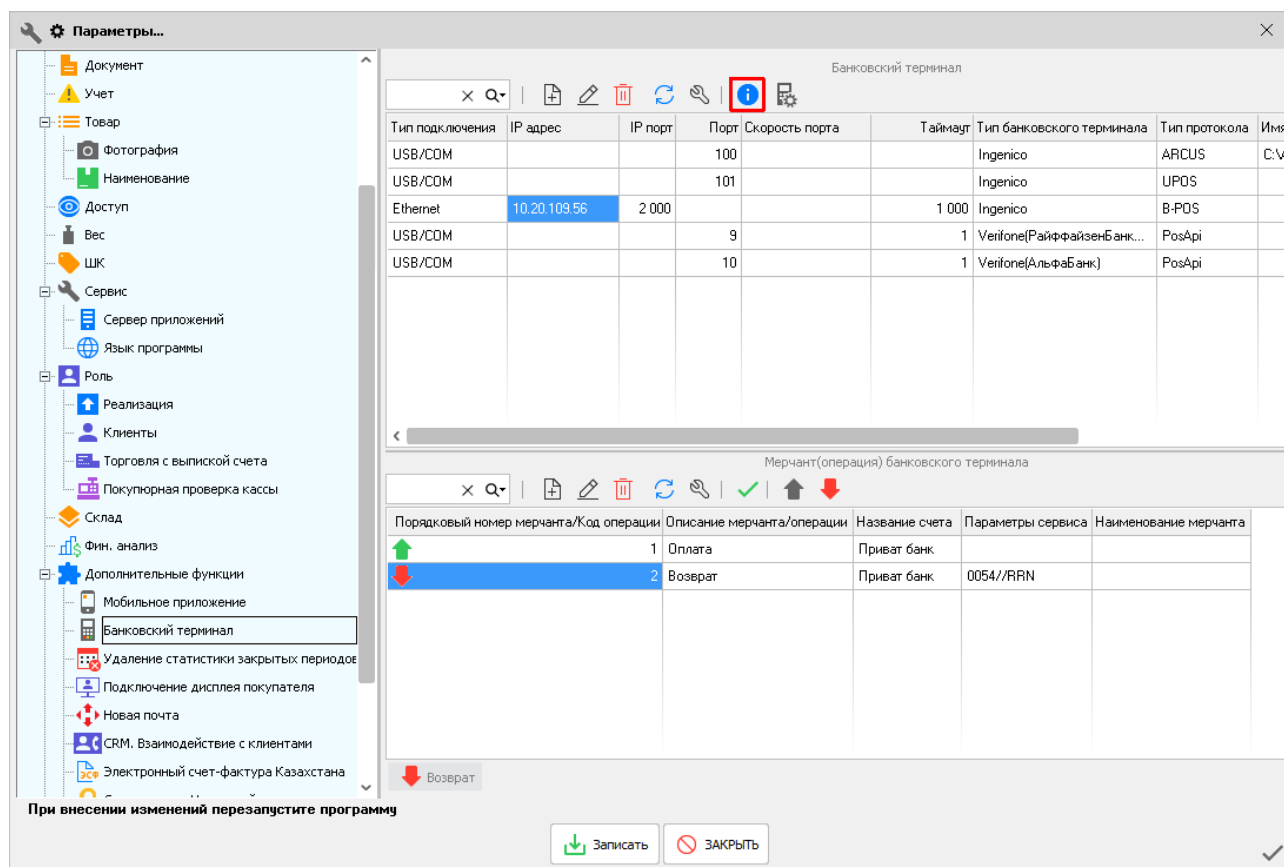 Параметры...
Документ
Учет
Товар
Фотография
Наименование
Доступ
Вес
ШК
Сервис
Сервер приложений
Язык программы
Роль
Реализация
Клиенты
Торговля с выпиской счета
Покупюрная проверка кассы
Склад
Фин. анализ
Дополнительные функции
Мобильное приложение
Банковский терминал
Удаление статистики закрытых периодов
Подключение дисплея покупателя
Новая почта
CRM. Взаимодействие с клиентами
Электронный счет-фактура Казахстана
Банковский терминал
Тип подключения IP адрес IP порт Порт Скорость порта Таймаут Тип банковского терминала Тип протокола Имя
USB/COM 100 Ingenico ARCUS C:\
USB/COM 101 Ingenico UPOS
Ethernet 10.20.109.56 2 000 1 000 Ingenico B-POS
USB/COM 9 1 Verifone(РайффайзенБанк... PosApi
USB/COM 10 1 Verifone(АльфаБанк) PosApi
Мерчант(операция) банковского терминала
Порядковый номер мерчанта/Код операции Описание мерчанта/операции Название счета Параметры сервиса Наименование мерчанта
1 Оплата Приват банк
2 Возврат Приват банк 0054//RRN
Возврат
При внесении изменений перезапустите программу
Записать ЗАКРЫТЬ